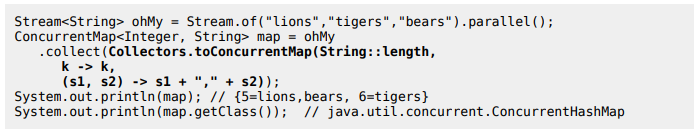 Stream<String> ohMy = Stream.of("lions","tigers","bears").parallel();
ConcurrentMap<Integer, String> map = ohMy
   .collect(Collectors.toConcurrentMap(String::length,
      k -> k,
      (s1, s2) -> s1 + "," + s2));
System.out.println(map); // {5=lions,bears, 6=tigers}
System.out.println(map.getClass());  // java.util.concurrent.ConcurrentHashMap